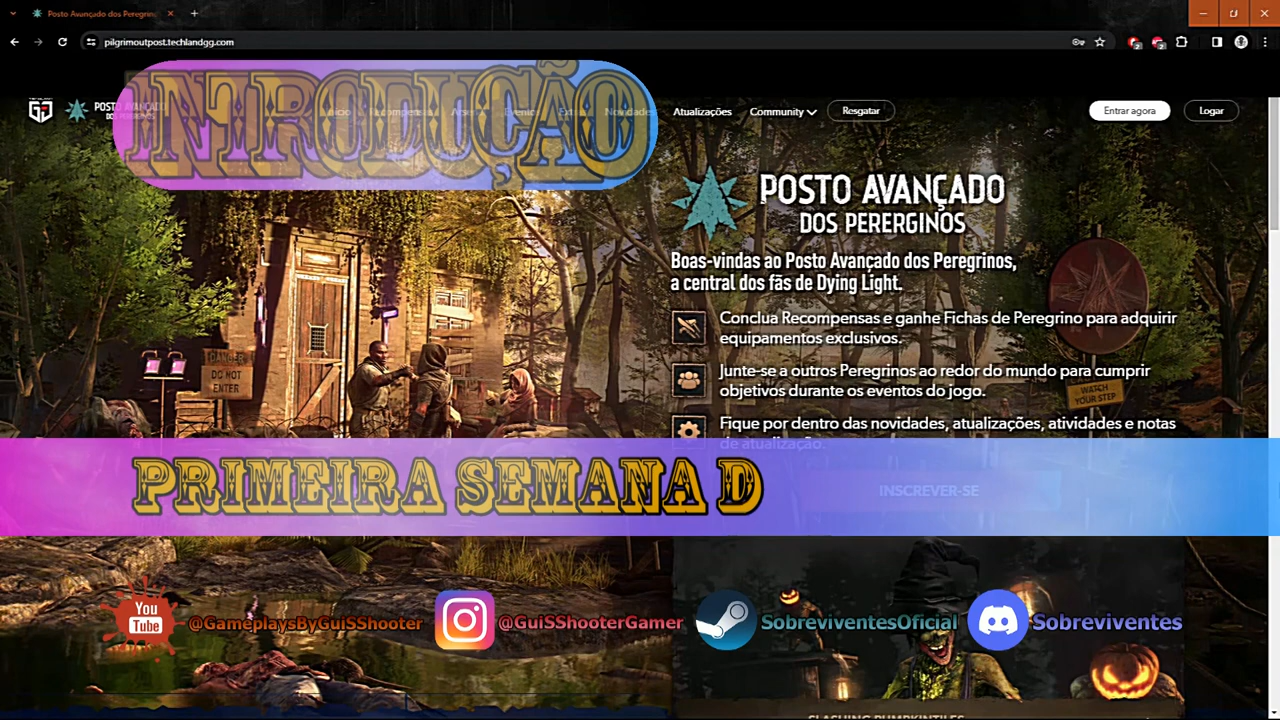 Posto Avançado dos Peregrin
pilgrimoutpost.techlandgg.com
INTRODUÇÃO
Atualizações
Community
Resgatar
Entrar agora
Logar
POSTO AVANÇADO
DOS PERERGINOS
Boas-vindas ao Posto Avançado dos Peregrinos,
a central dos fãs de Dying Light.
Conclua Recompensas e ganhe Fichas de Peregrino para adquirir
equipamentos exclusivos.
Junte-se a outros Peregrinos ao redor do mundo para cumprir
objetivos durante os eventos do jogo.
Fique por dentro das novidades, atualizações, atividades e notas
de atualização.
DANGER
DO NOT
ENTER
WATCH
YOUR STEP
PRIMEIRA SEMANA D
INSCREVER-SE
You
Tube
@GameplaysByGuiSShooter
@GuiSShooterGamer
SobreviventesOficial
Sobreviventes